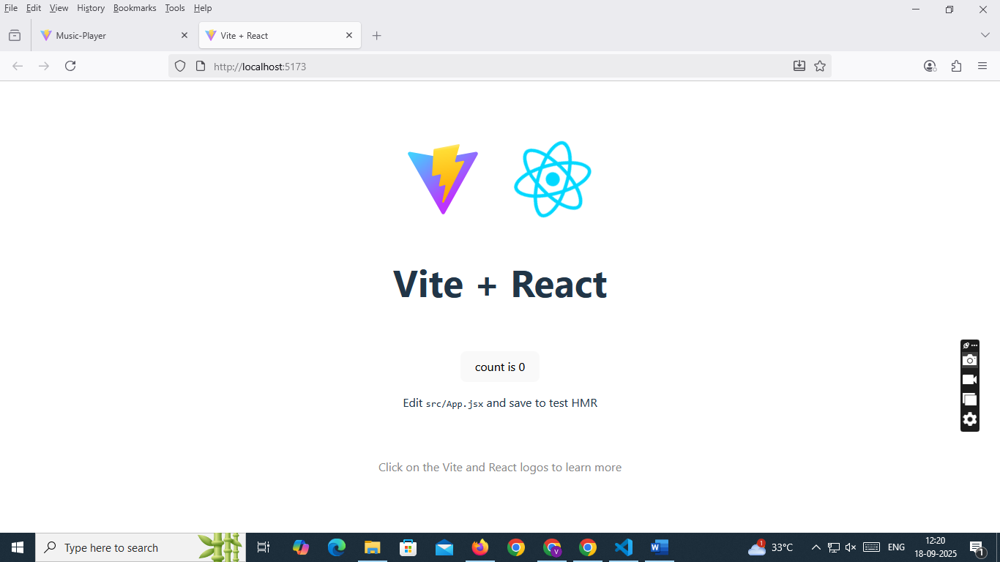 File Edit View History Bookmarks Tools Help
Music-Player
Vite + React
http://localhost:5173
Vite + React
count is 0
Edit src/App.jsx and save to test HMR
Click on the Vite and React logos to learn more
Type here to search
V
1
33°C
ENG
12:20
18-09-2025
1